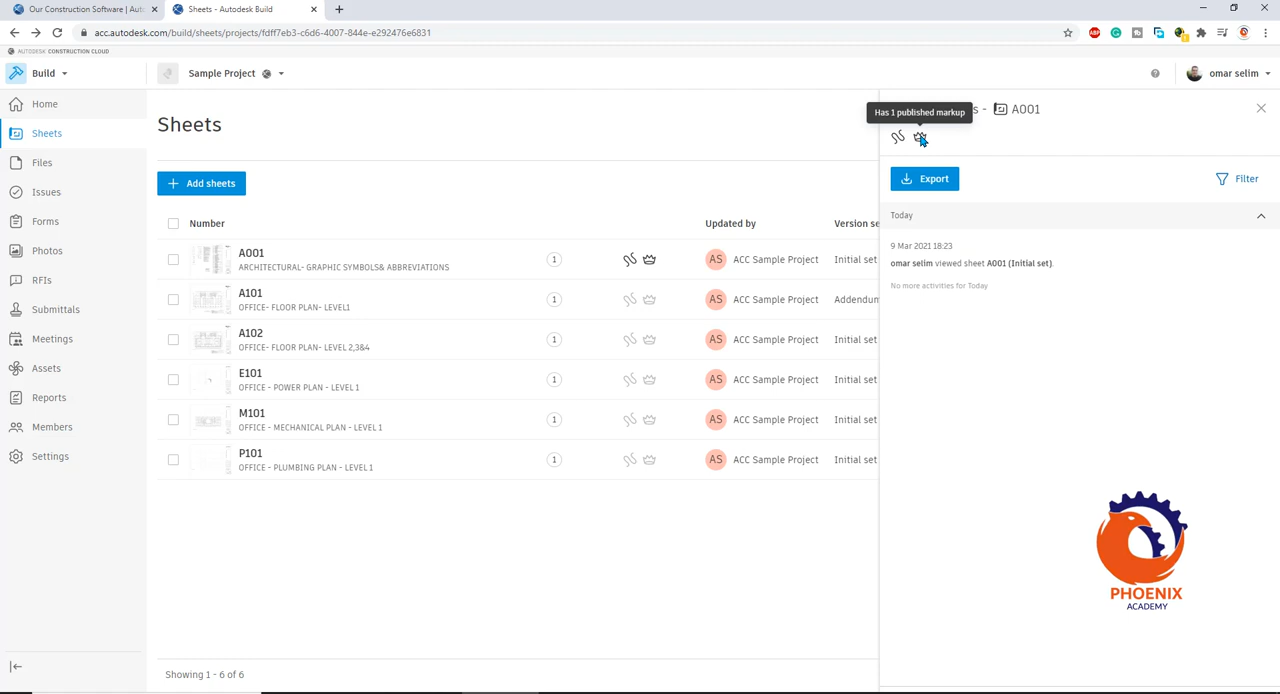 Our Construction Software | Aut
Sheets - Autodesk Build
acc.autodesk.com/build/sheets/projects/fdff7eb3-c6d6-4007-844e-e292476e6831
ABP
AUTODESK CONSTRUCTION CLOUD
Build
Sample Project
omar selim
Home
Sheets
Files
Issues
Forms
Photos
RFIs
Submittals
Meetings
Assets
Reports
Members
Settings
Sheets
Add sheets
Number
Updated by
Version se
A001
ARCHITECTURAL- GRAPHIC SYMBOLS& ABBREVIATIONS
1
AS
ACC Sample Project
Initial set
A101
OFFICE- FLOOR PLAN- LEVEL1
1
AS
ACC Sample Project
Addendum
A102
OFFICE- FLOOR PLAN- LEVEL 2,3&4
1
AS
ACC Sample Project
Initial set
E101
OFFICE - POWER PLAN - LEVEL 1
1
AS
ACC Sample Project
Initial set
M101
OFFICE - MECHANICAL PLAN - LEVEL 1
1
AS
ACC Sample Project
Initial set
P101
OFFICE - PLUMBING PLAN - LEVEL 1
1
AS
ACC Sample Project
Initial set
Showing 1 - 6 of 6
Has 1 published markup
s - A001
Export
Filter
Today
9 Mar 2021 18:23
omar selim viewed sheet A001 (Initial set).
No more activities for Today
PHOENIX
ACADEMY